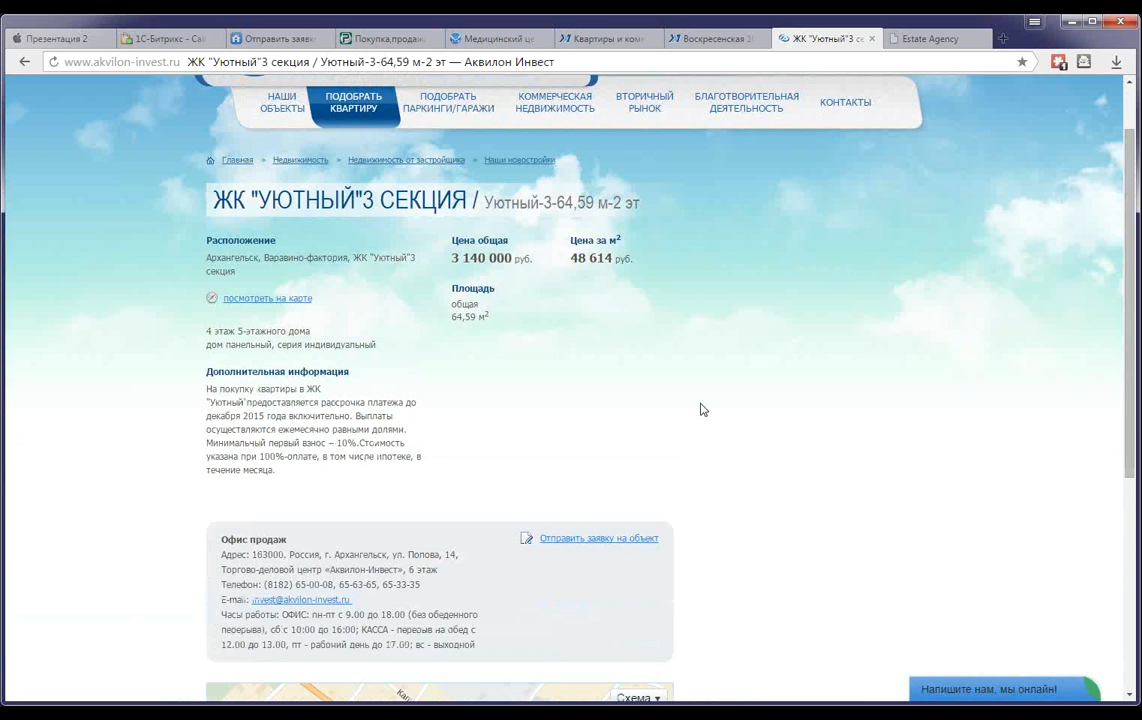 Презентация 2
1С-Битрикс - Сай
Отправить заявк
Покупка,продаж
Медицинский це
Квартиры и комн
Воскресенская 1
ЖК "Уютный"3 се
Estate Agency
www.akvilon-invest.ru ЖК "Уютный"3 секция / Уютный-3-64,59 м-2 эт — Аквилон Инвест
НАШИ ОБЪЕКТЫ
ПОДОБРАТЬ КВАРТИРУ
ПОДОБРАТЬ ПАРКИНГИ/ГАРАЖИ
КОММЕРЧЕСКАЯ НЕДВИЖИМОСТЬ
ВТОРИЧНЫЙ РЫНОК
БЛАГОТВОРИТЕЛЬНАЯ ДЕЯТЕЛЬНОСТЬ
КОНТАКТЫ
Главная » Недвижимость » Недвижимость от застройщика » Наши новостройки
ЖК "УЮТНЫЙ"3 СЕКЦИЯ / Уютный-3-64,59 м-2 эт
Расположение
Архангельск, Варавино-фактория, ЖК "Уютный"3
секция
посмотреть на карте
4 этаж 5-этажного дома
дом панельный, серия индивидуальный
Цена общая
3 140 000 руб.
Цена за м2
48 614 руб.
Площадь
общая
64,59 м2
Дополнительная информация
На покупку квартиры в ЖК
"Уютный"предоставляется рассрочка платежа до
декабря 2015 года включительно. Выплаты
осуществляются ежемесячно равными долями.
Минимальный первый взнос – 10%.Стоимость
указана при 100%-оплате, в том числе ипотеке, в
течение месяца.
Офис продаж
Адрес: 163000. Россия, г. Архангельск, ул. Попова, 14,
Торгово-деловой центр «Аквилон-Инвест», 6 этаж
Телефон: (8182) 65-00-08, 65-63-65, 65-33-35
E-mail: invest@akvilon-invest.ru
Часы работы: ОФИС: пн-пт с 9.00 до 18.00 (без обеденного
перерыва), сб с 10:00 до 16:00; КАССА - перерыв на обед с
12.00 до 13.00, пт - рабочий день до 17.00; вс - выходной
Отправить заявку на объект
Схема
Напишите нам, мы онлайн!